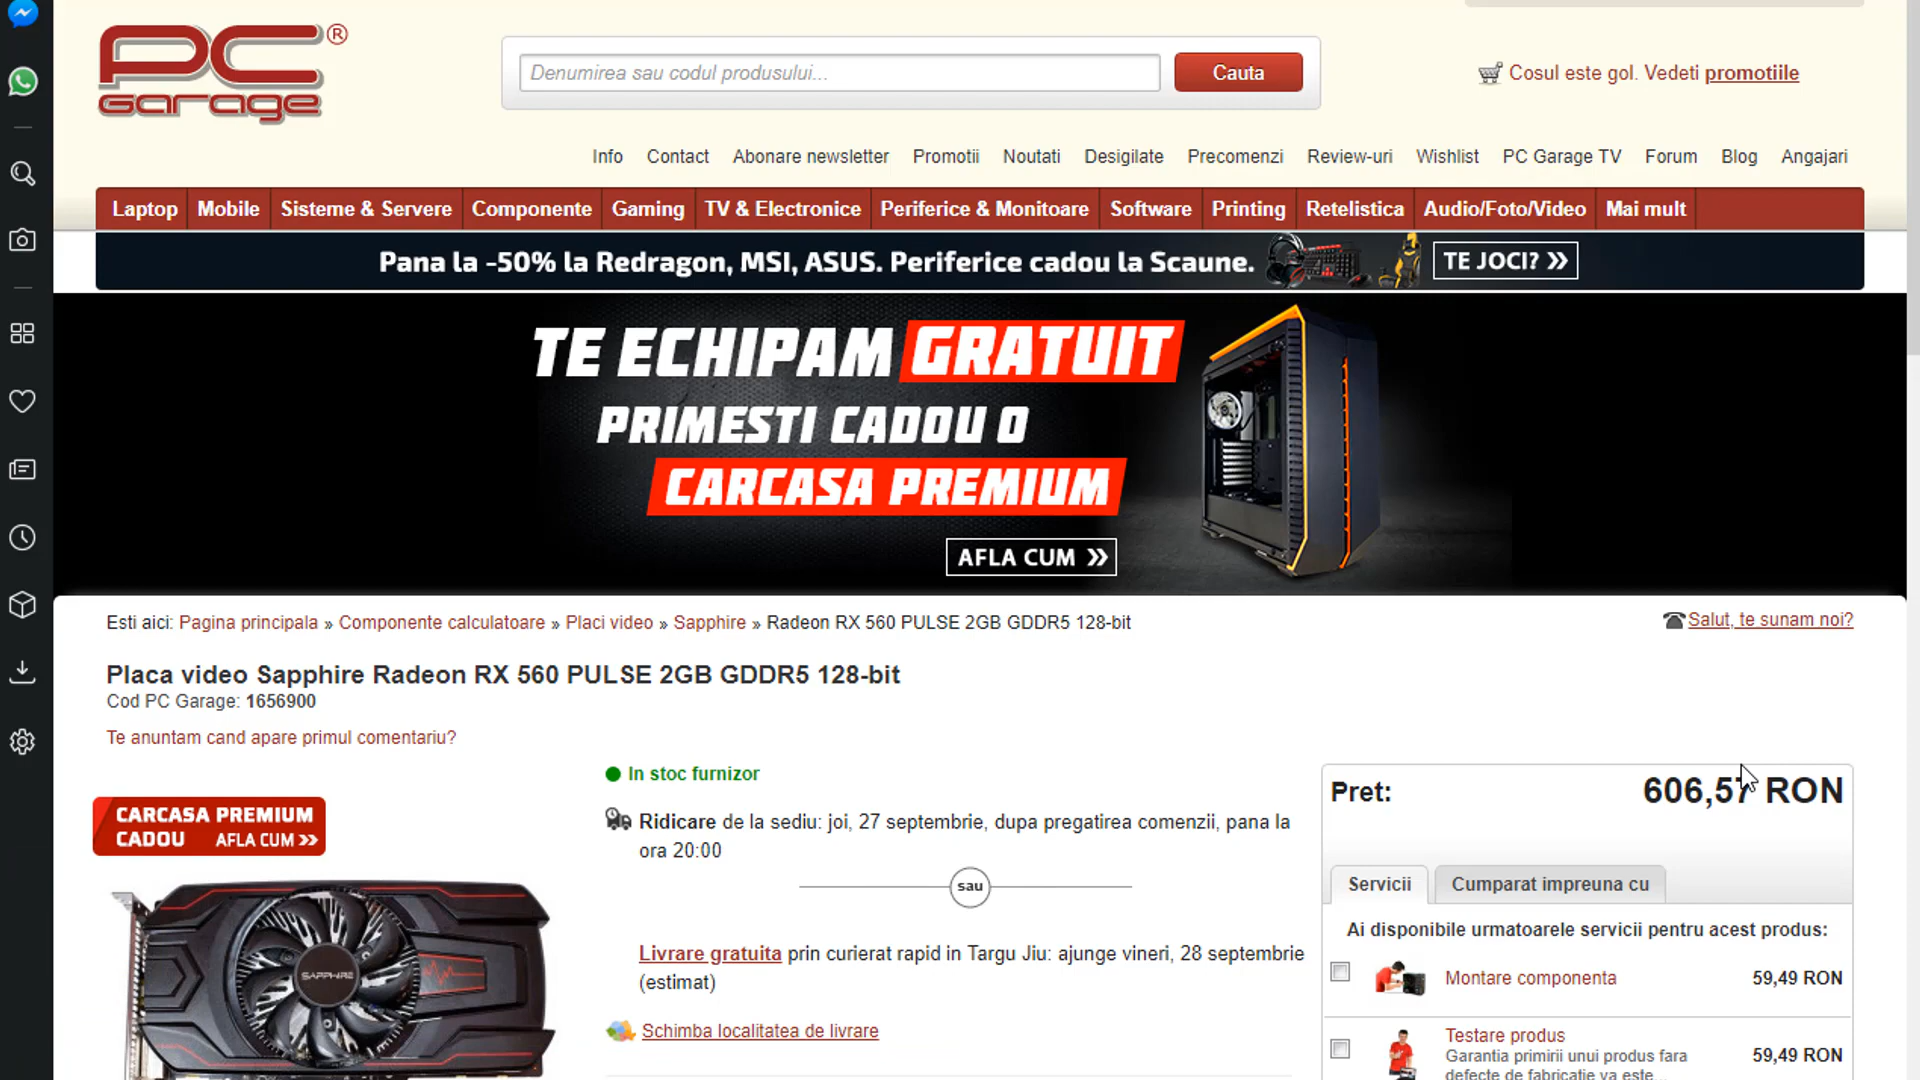 PC Garage ®
Denumirea sau codul produsului...
Cauta
Cosul este gol. Vedeti promotiile
Info Contact Abonare newsletter Promotii Noutati Desigilate Precomenzi Review-uri Wishlist PC Garage TV Forum Blog Angajari
Laptop Mobile Sisteme & Servere Componente Gaming TV & Electronice Periferice & Monitoare Software Printing Retelistica Audio/Foto/Video Mai mult
Pana la -50% la Redragon, MSI, ASUS. Periferice cadou la Scaune. TE JOCI? »
TE ECHIPAM GRATUIT
PRIMESTI CADOU O
CARCASA PREMIUM
AFLA CUM »
Esti aici: Pagina principala » Componente calculatoare » Placi video » Sapphire » Radeon RX 560 PULSE 2GB GDDR5 128-bit
Salut, te sunam noi?
Placa video Sapphire Radeon RX 560 PULSE 2GB GDDR5 128-bit
Cod PC Garage: 1656900
Te anuntam cand apare primul comentariu?
CARCASA PREMIUM
CADOU AFLA CUM »
SAPPHIRE
In stoc furnizor
Ridicare de la sediu: joi, 27 septembrie, dupa pregatirea comenzii, pana la
ora 20:00
sau
Livrare gratuita prin curierat rapid in Targu Jiu: ajunge vineri, 28 septembrie
(estimat)
Schimba localitatea de livrare
Pret: 606,57 RON
Servicii Cumparat impreuna cu
Ai disponibile urmatoarele servicii pentru acest produs:
Montare componenta 59,49 RON
Testare produs
Garantia primirii unui produs fara 59,49 RON
defecte de fabricatie va este...